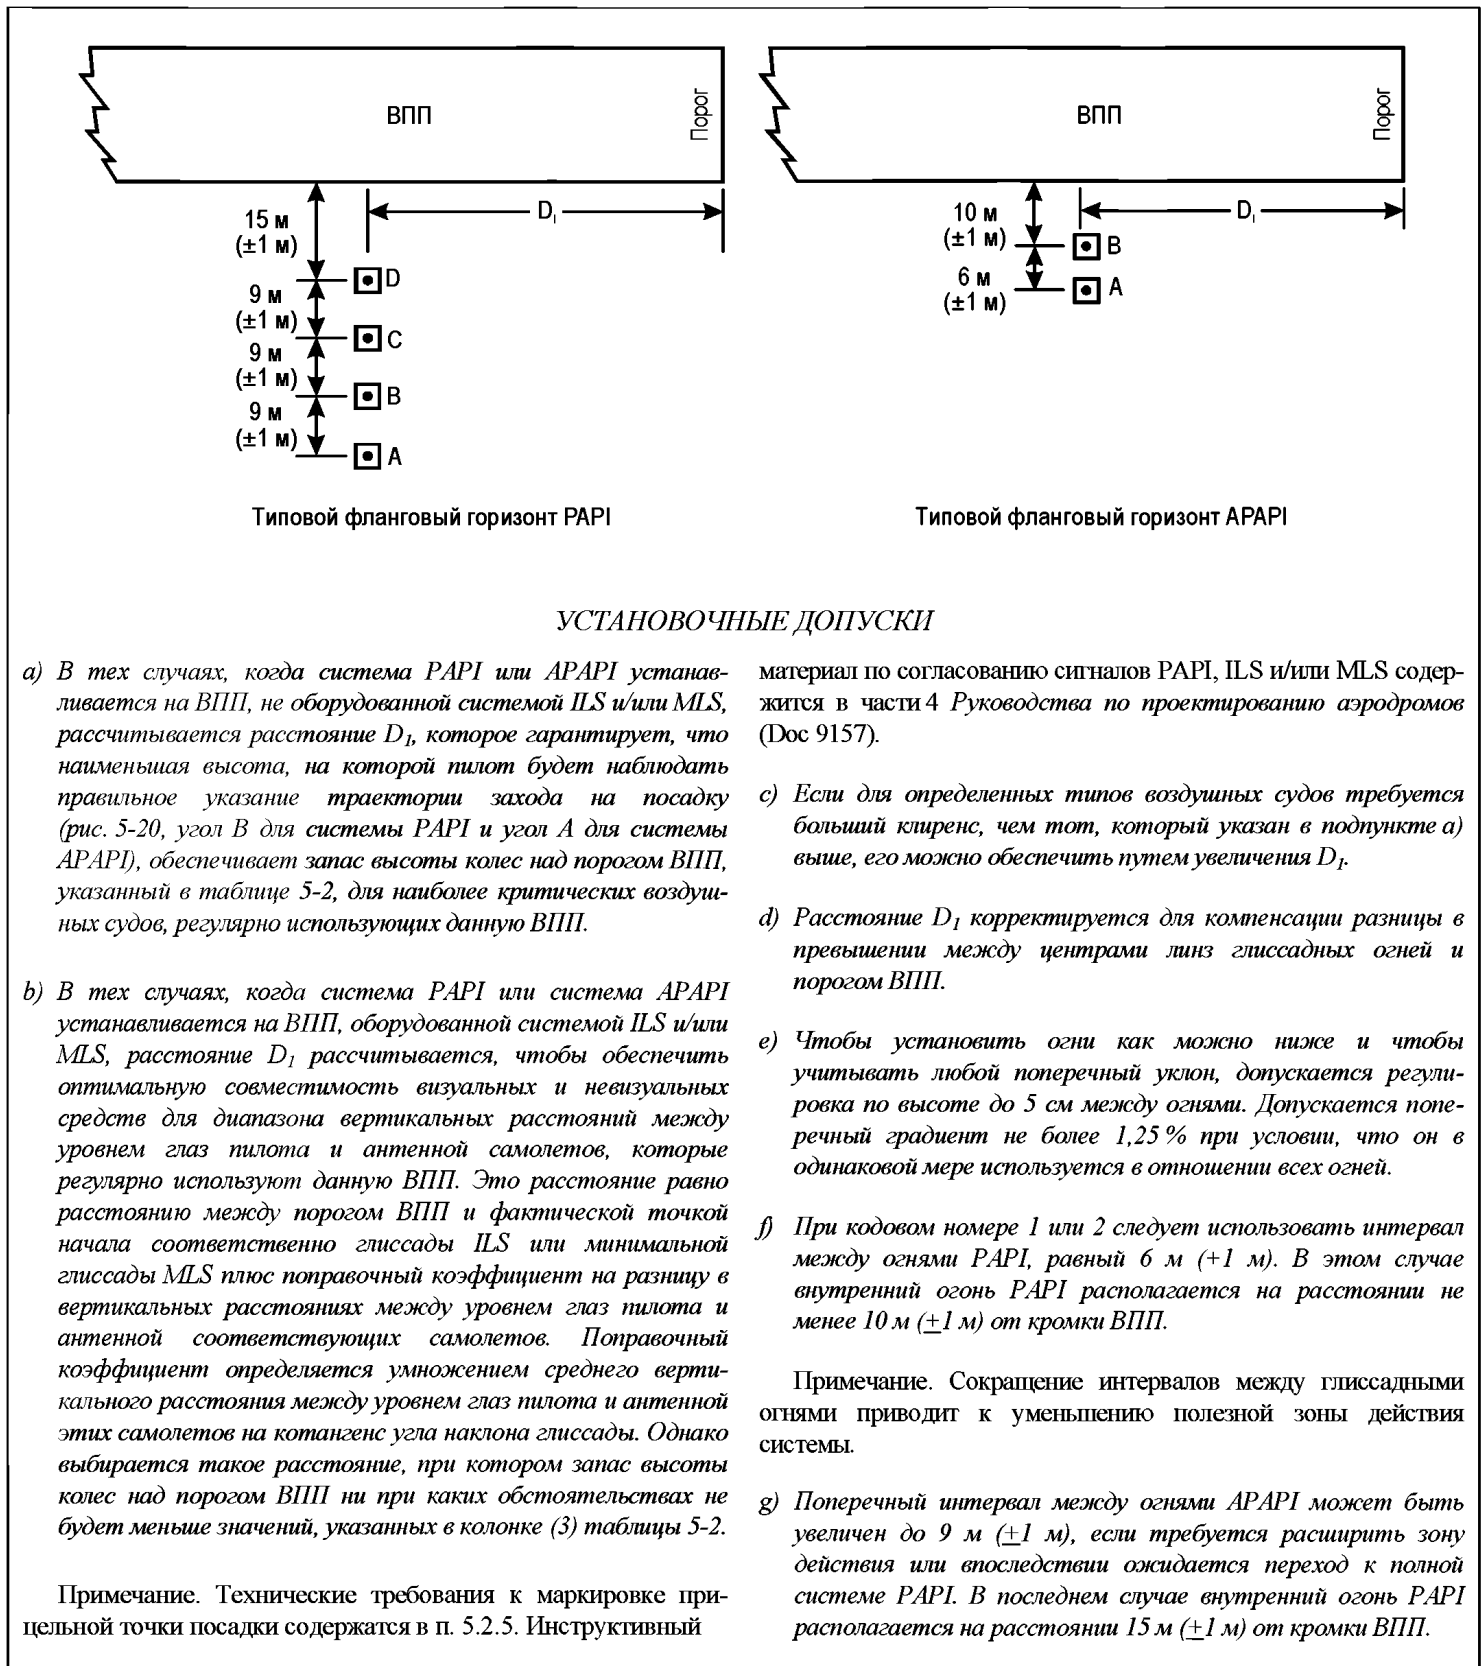 ВПП
Порог
15 м
(±1 м)
D₁
D
9 м
(±1 м)
C
9 м
(±1 м)
B
9 м
(±1 м)
A
Типовой фланговый горизонт PAPI
ВПП
Порог
10 м
(±1 м)
D₁
B
6 м
(±1 м)
A
Типовой фланговый горизонт APAPI
УСТАНОВОЧНЫЕ ДОПУСКИ
a) В тех случаях, когда система PAPI или APAPI устанав-
ливается на ВПП, не оборудованной системой ILS и/или MLS,
рассчитывается расстояние D₁, которое гарантирует, что
наименьшая высота, на которой пилот будет наблюдать
правильное указание траектории захода на посадку
(рис. 5-20, угол B для системы PAPI и угол A для системы
APAPI), обеспечивает запас высоты колес над порогом ВПП,
указанный в таблице 5-2, для наиболее критических воздуш-
ных судов, регулярно использующих данную ВПП.
b) В тех случаях, когда система PAPI или система APAPI
устанавливается на ВПП, оборудованной системой ILS и/или
MLS, расстояние D₁ рассчитывается, чтобы обеспечить
оптимальную совместимость визуальных и невизуальных
средств для диапазона вертикальных расстояний между
уровнем глаз пилота и антенной самолетов, которые
регулярно используют данную ВПП. Это расстояние равно
расстоянию между порогом ВПП и фактической точкой
начала соответственно глиссады ILS или минимальной
глиссады MLS плюс поправочный коэффициент на разницу в
вертикальных расстояниях между уровнем глаз пилота и
антенной соответствующих самолетов. Поправочный
коэффициент определяется умножением среднего верти-
кального расстояния между уровнем глаз пилота и антенной
этих самолетов на котангенс угла наклона глиссады. Однако
выбирается такое расстояние, при котором запас высоты
колес над порогом ВПП ни при каких обстоятельствах не
будет меньше значений, указанных в колонке (3) таблицы 5-2.
Примечание. Технические требования к маркировке при-
цельной точки посадки содержатся в п. 5.2.5. Инструктивный
материал по согласованию сигналов PAPI, ILS и/или MLS содер-
жится в части 4 Руководства по проектированию аэродромов
(Doc 9157).
c) Если для определенных типов воздушных судов требуется
больший клиренс, чем тот, который указан в подпункте а)
выше, его можно обеспечить путем увеличения D₁.
d) Расстояние D₁ корректируется для компенсации разницы в
превышении между центрами линз глиссадных огней и
порогом ВПП.
e) Чтобы установить огни как можно ниже и чтобы
учитывать любой поперечный уклон, допускается регули-
ровка по высоте до 5 см между огнями. Допускается попе-
речный градиент не более 1,25 % при условии, что он в
одинаковой мере используется в отношении всех огней.
f) При кодовом номере 1 или 2 следует использовать интервал
между огнями PAPI, равный 6 м (+1 м). В этом случае
внутренний огонь PAPI располагается на расстоянии не
менее 10 м (±1 м) от кромки ВПП.
Примечание. Сокращение интервалов между глиссадными
огнями приводит к уменьшению полезной зоны действия
системы.
g) Поперечный интервал между огнями APAPI может быть
увеличен до 9 м (±1 м), если требуется расширить зону
действия или впоследствии ожидается переход к полной
системе PAPI. В последнем случае внутренний огонь PAPI
располагается на расстоянии 15 м (±1 м) от кромки ВПП.